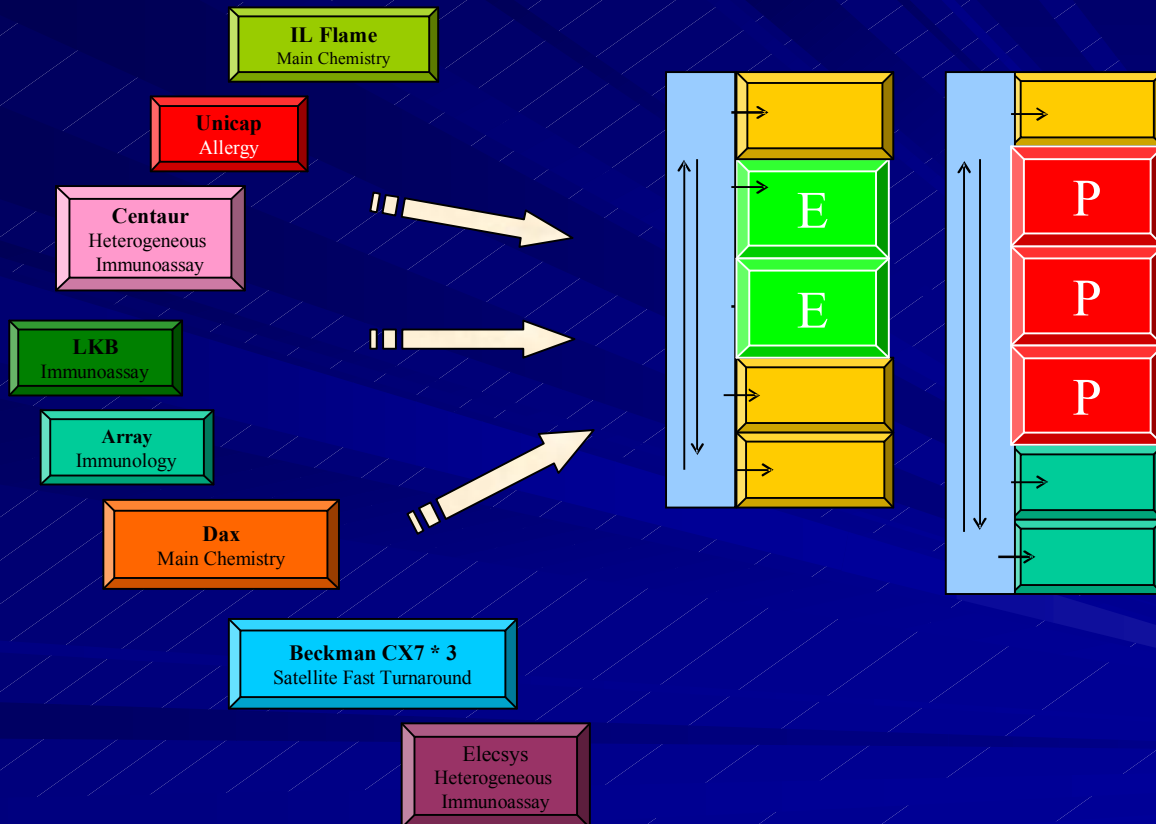 IL Flame
Main Chemistry
Unicap
Allergy
Centaur
Heterogeneous
Immunoassay
LKB
Immunoassay
Array
Immunology
Dax
Main Chemistry
Beckman CX7 * 3
Satellite Fast Turnaround
Elecsys
Heterogeneous
Immunoassay
E
E
P
P
P